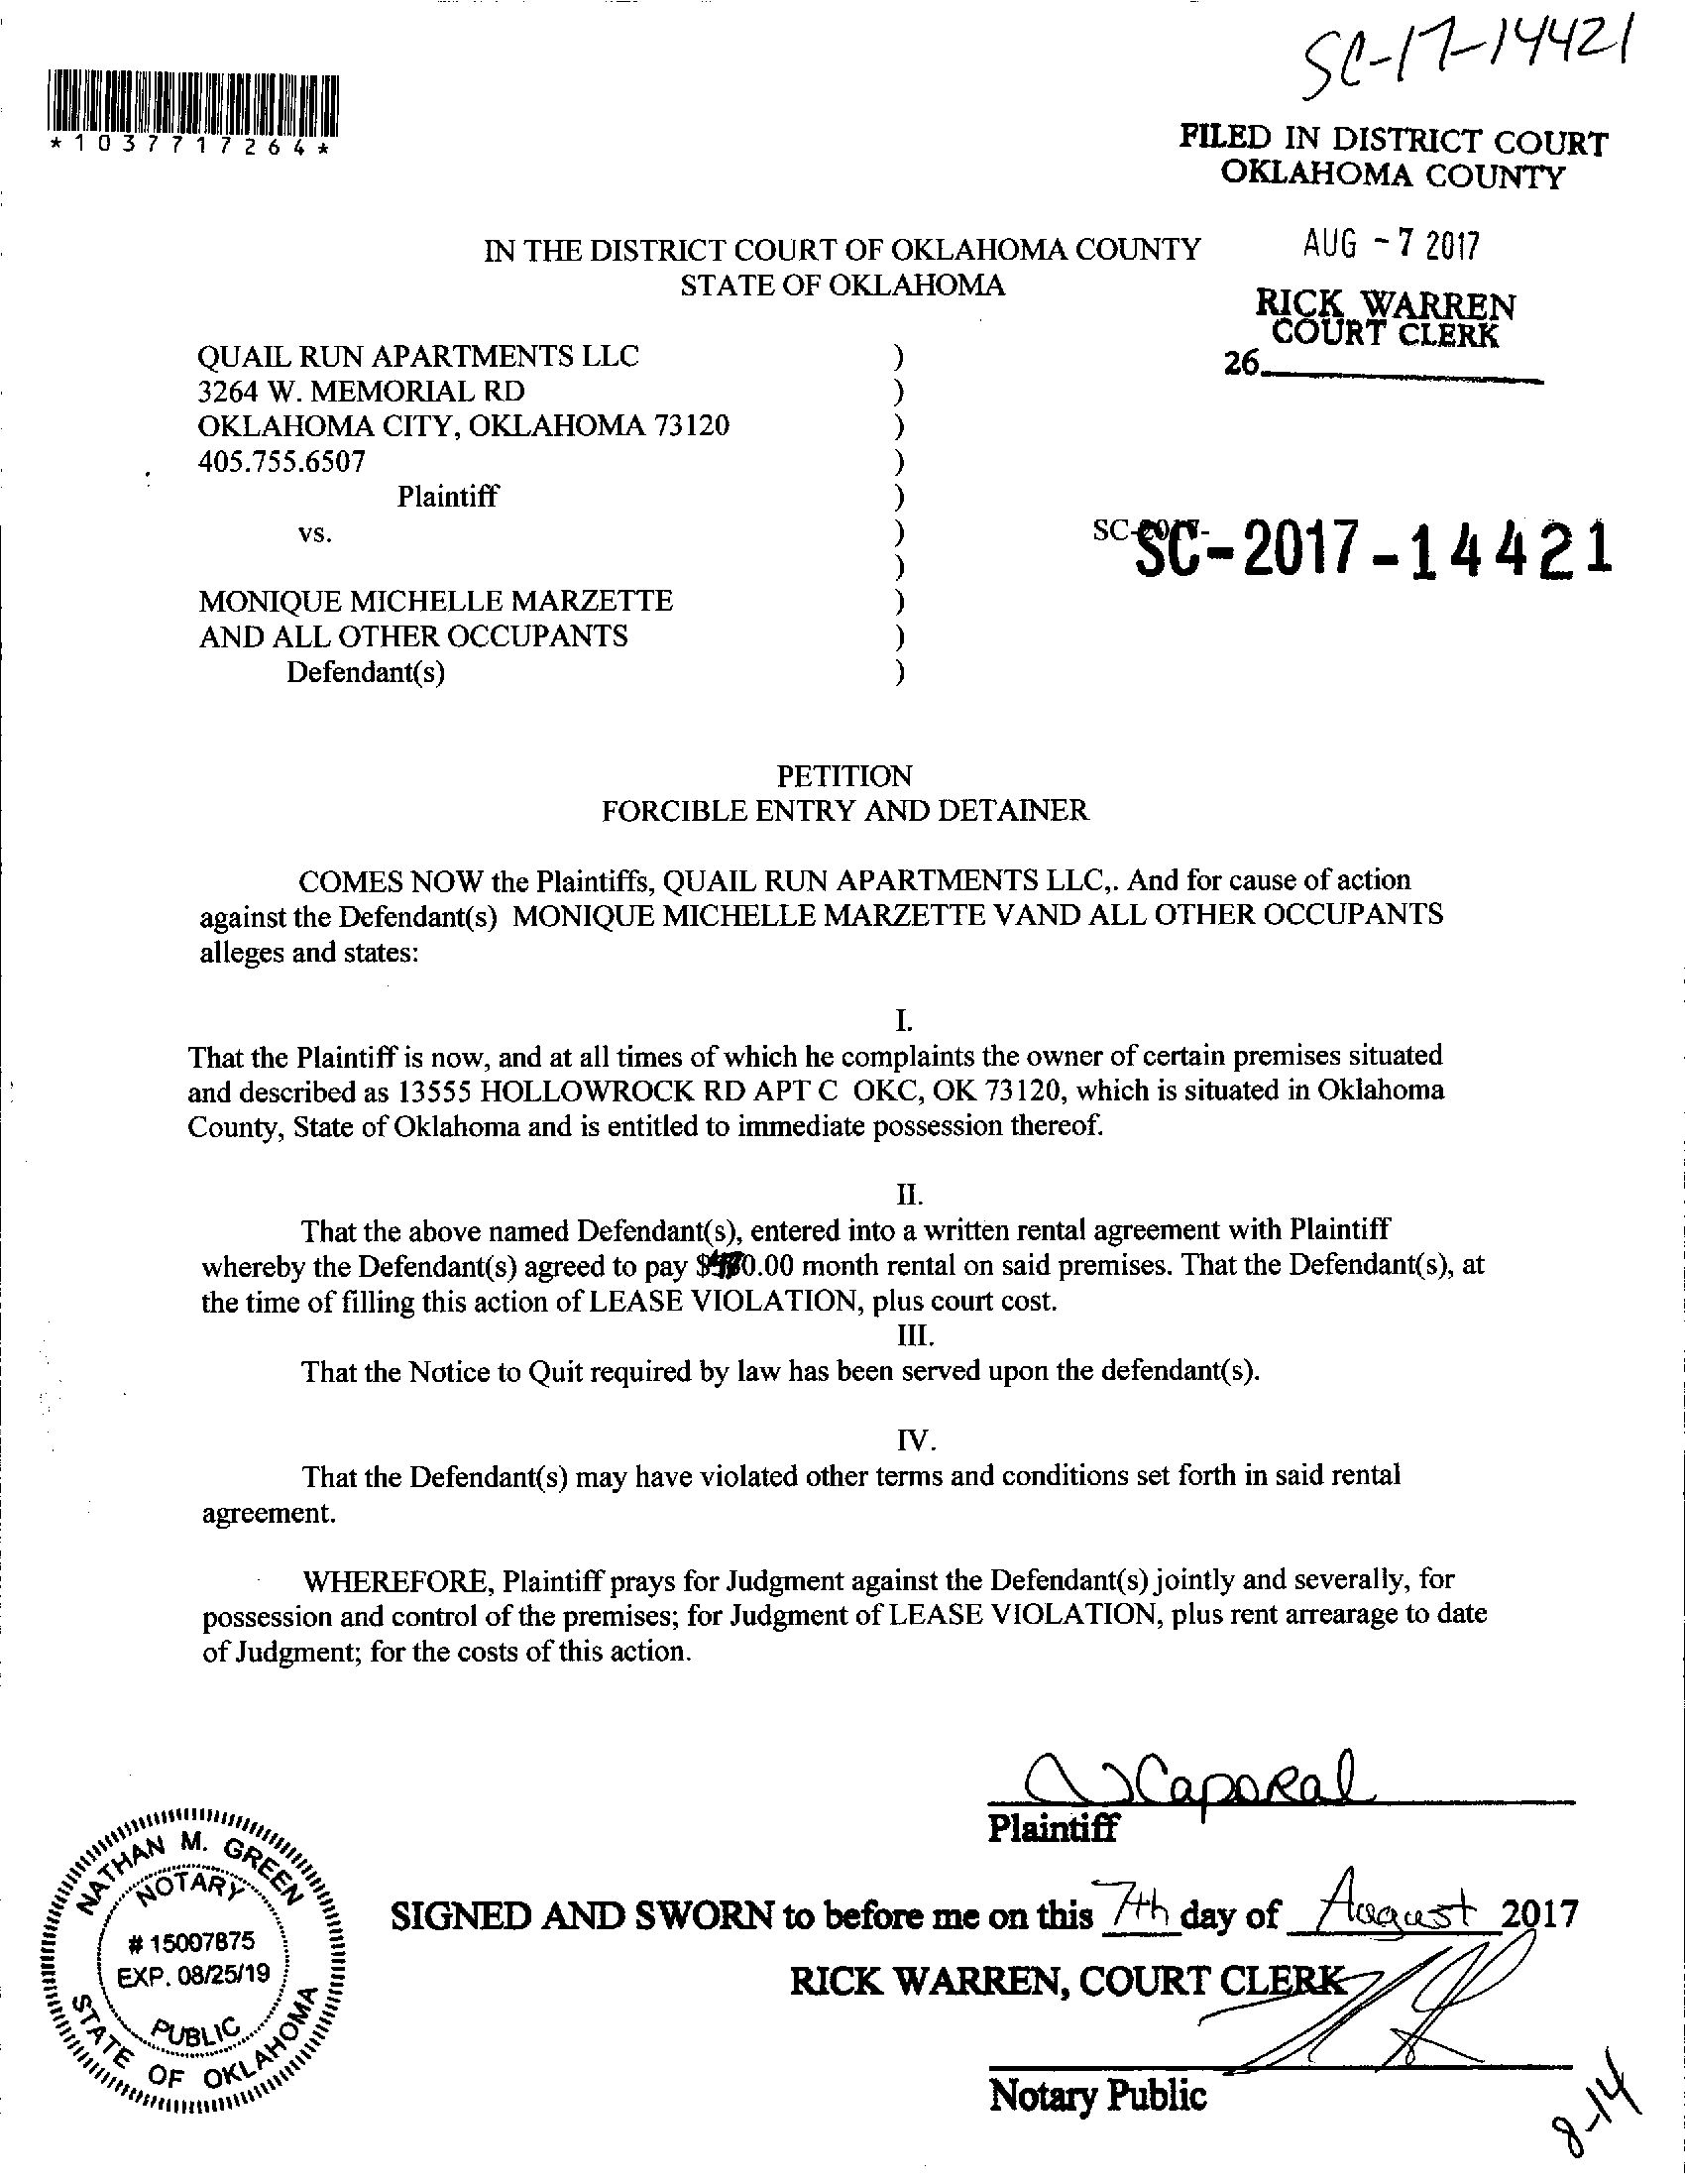 SC-17-14421
*1037717264*
FILED IN DISTRICT COURT
OKLAHOMA COUNTY
AUG - 7 2017
RICK WARREN
COURT CLERK
26
IN THE DISTRICT COURT OF OKLAHOMA COUNTY
STATE OF OKLAHOMA
QUAIL RUN APARTMENTS LLC )
3264 W. MEMORIAL RD )
OKLAHOMA CITY, OKLAHOMA 73120 )
405.755.6507 )
Plaintiff )
vs. )
)
SC-2017-
SC-2017-14421
MONIQUE MICHELLE MARZETTE )
AND ALL OTHER OCCUPANTS )
Defendant(s) )
PETITION
FORCIBLE ENTRY AND DETAINER
COMES NOW the Plaintiffs, QUAIL RUN APARTMENTS LLC,. And for cause of action
against the Defendant(s) MONIQUE MICHELLE MARZETTE VAND ALL OTHER OCCUPANTS
alleges and states:
I.
That the Plaintiff is now, and at all times of which he complaints the owner of certain premises situated
and described as 13555 HOLLOWROCK RD APT C OKC, OK 73120, which is situated in Oklahoma
County, State of Oklahoma and is entitled to immediate possession thereof.
II.
That the above named Defendant(s), entered into a written rental agreement with Plaintiff
whereby the Defendant(s) agreed to pay month rental on said premises. That the Defendant(s), at
the time of filling this action of LEASE VIOLATION, plus court cost.
III.
That the Notice to Quit required by law has been served upon the defendant(s).
IV.
That the Defendant(s) may have violated other terms and conditions set forth in said rental
agreement.
WHEREFORE, Plaintiff prays for Judgment against the Defendant(s) jointly and severally, for
possession and control of the premises; for Judgment of LEASE VIOLATION, plus rent arrearage to date
of Judgment; for the costs of this action.
Caporal
Plaintiff
NATHAN M. GREEN
NOTARY
# 15007875
EXP. 08/25/19
PUBLIC
STATE OF OKLAHOMA
SIGNED AND SWORN to before me on this 7th day of August 2017
RICK WARREN, COURT CLERK
Notary Public
8-14